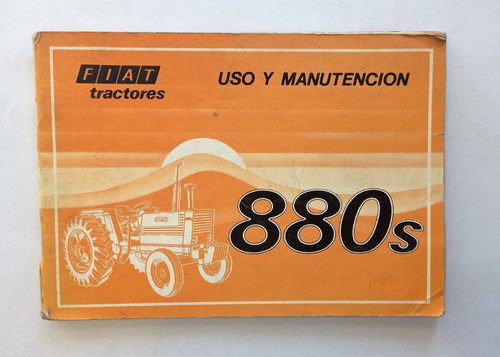 FIAT
tractores
USO Y MANUTENCION
880s